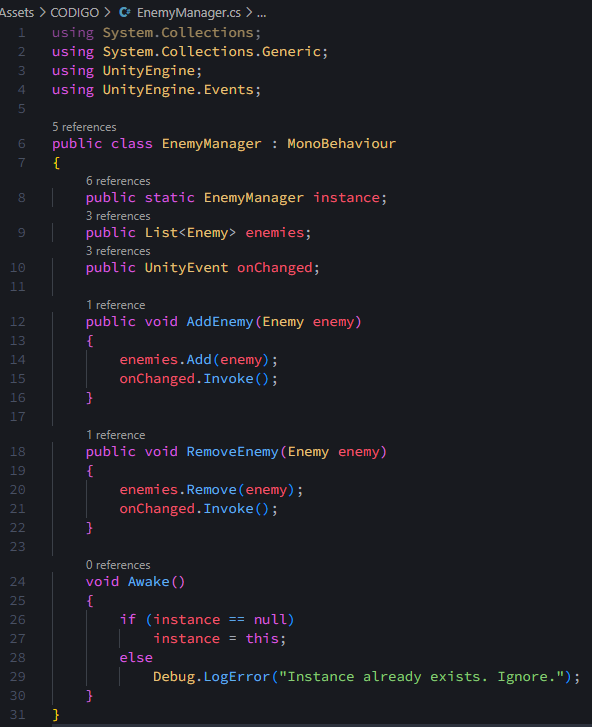 Assets > CODIGO > C# EnemyManager.cs > ...
1 using System.Collections;
2 using System.Collections.Generic;
3 using UnityEngine;
4 using UnityEngine.Events;
5
5 references
6 public class EnemyManager : MonoBehaviour
7 {
6 references
8 public static EnemyManager instance;
3 references
9 public List<Enemy> enemies;
3 references
10 public UnityEvent onChanged;
11
1 reference
12 public void AddEnemy(Enemy enemy)
13 {
14 enemies.Add(enemy);
15 onChanged.Invoke();
16 }
17
1 reference
18 public void RemoveEnemy(Enemy enemy)
19 {
20 enemies.Remove(enemy);
21 onChanged.Invoke();
22 }
23
0 references
24 void Awake()
25 {
26 if (instance == null)
27 instance = this;
28 else
29 Debug.LogError("Instance already exists. Ignore.");
30 }
31 }